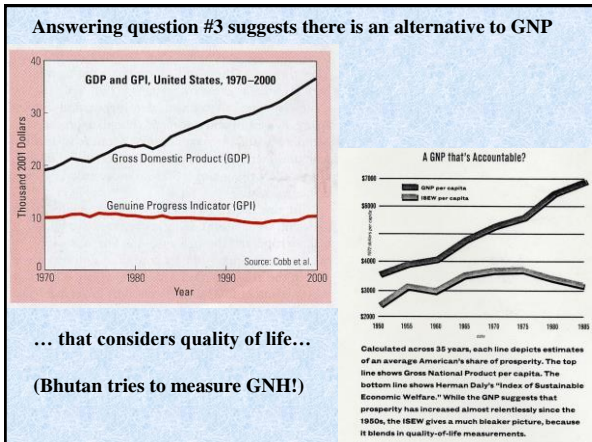 Answering question #3 suggests there is an alternative to GNP
GDP and GPI, United States, 1970–2000
Thousand 2001 Dollars
40
30
20
10
0
Gross Domestic Product (GDP)
Genuine Progress Indicator (GPI)
Source: Cobb et al.
1970
1980
1990
2000
Year
… that considers quality of life…
(Bhutan tries to measure GNH!)
A GNP that's Accountable?
GNP per capita
ISEW per capita
$7000
$6000
$4000
$3000
$2000
1950
1955
1960
1965
1970
1975
1980
1985
Calculated across 35 years, each line depicts estimates
of an average American's share of prosperity. The top
line shows Gross National Product per capita. The
bottom line shows Herman Daly's "Index of Sustainable
Economic Welfare." While the GNP suggests that
prosperity has increased almost relentlessly since the
1950s, the ISEW gives a much bleaker picture, because
it blends in quality-of-life measurements.